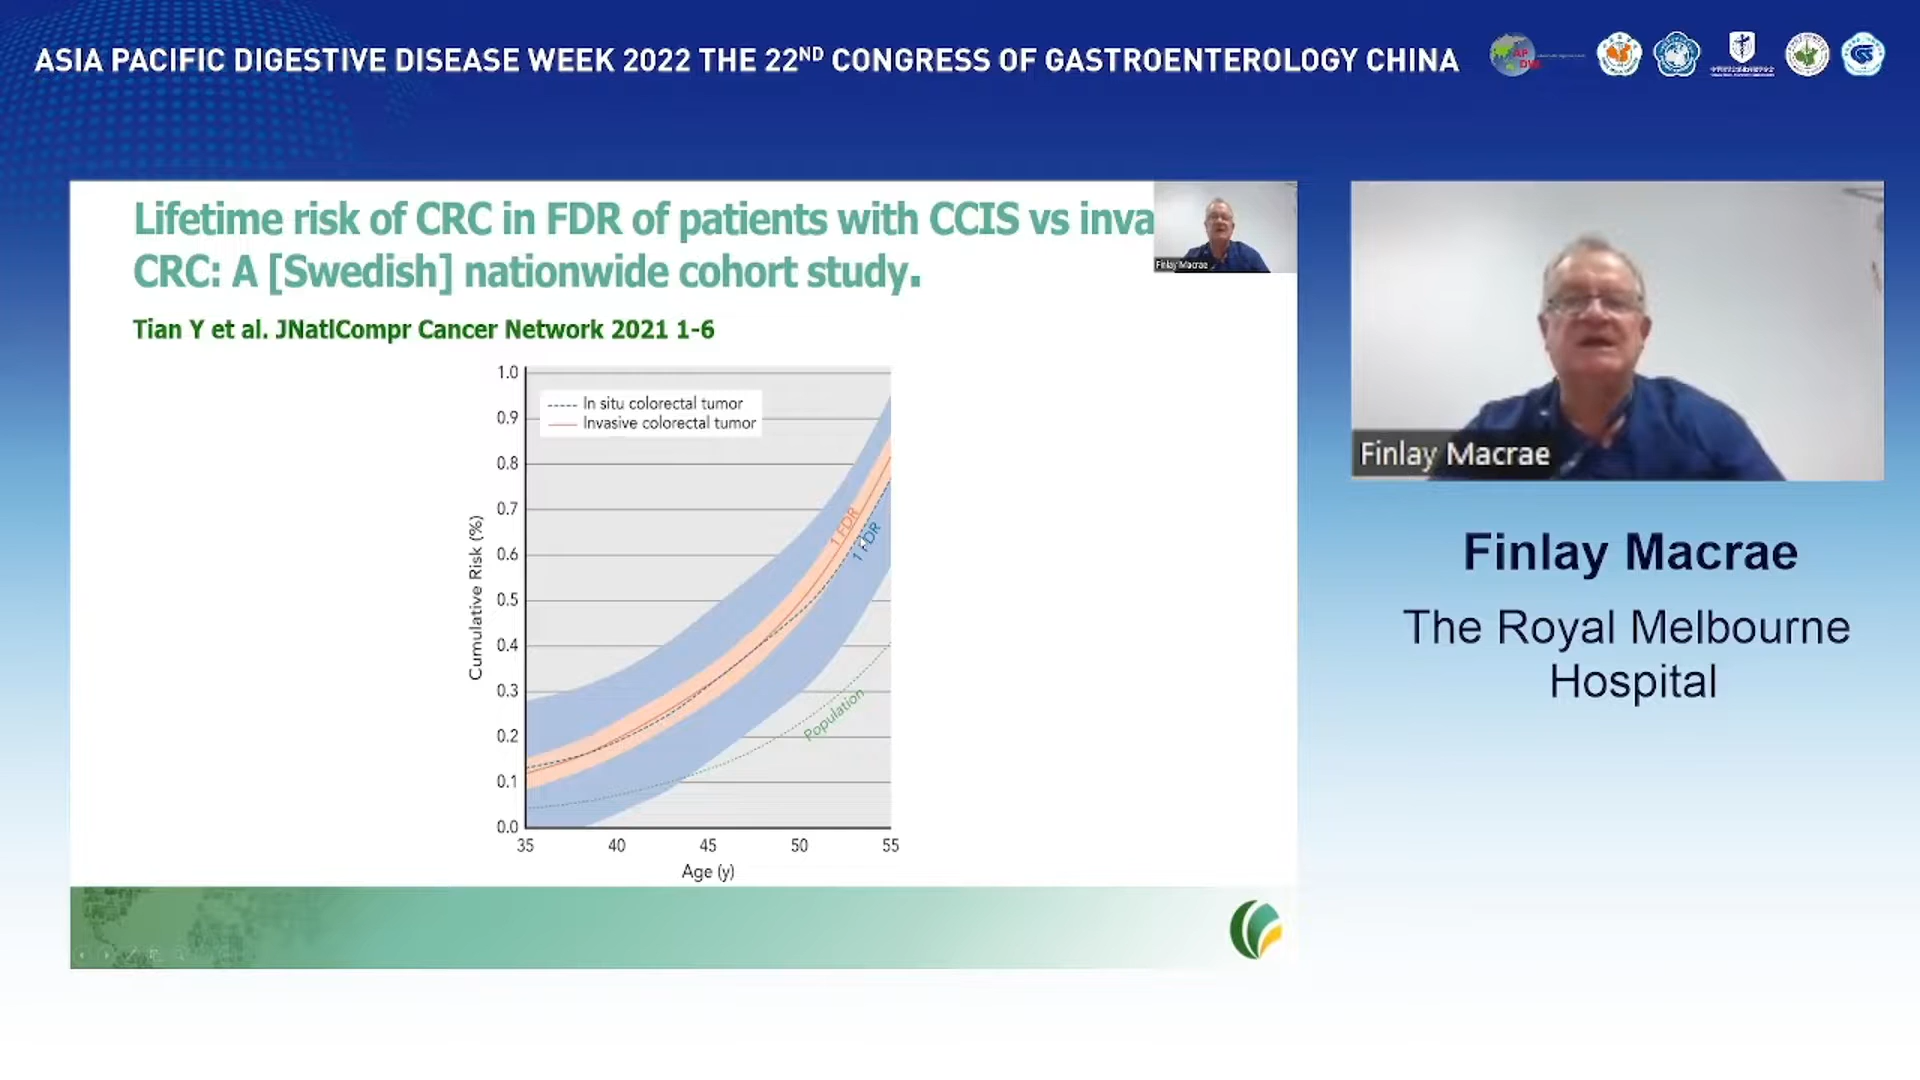 ASIA PACIFIC DIGESTIVE DISEASE WEEK 2022 THE 22ND CONGRESS OF GASTROENTEROLOGY CHINA
Lifetime risk of CRC in FDR of patients with CCIS vs inva
CRC: A [Swedish] nationwide cohort study.
Finlay Macrae
Tian Y et al. JNatlCompr Cancer Network 2021 1-6
In situ colorectal tumor
Invasive colorectal tumor
Cumulative Risk (%)
1.0
0.9
0.8
0.7
0.6
0.5
0.4
0.3
0.2
0.1
0.0
1 FDR
1 FDR
Population
35 40 45 50 55
Age (y)
Finlay Macrae
Finlay Macrae
The Royal Melbourne
Hospital